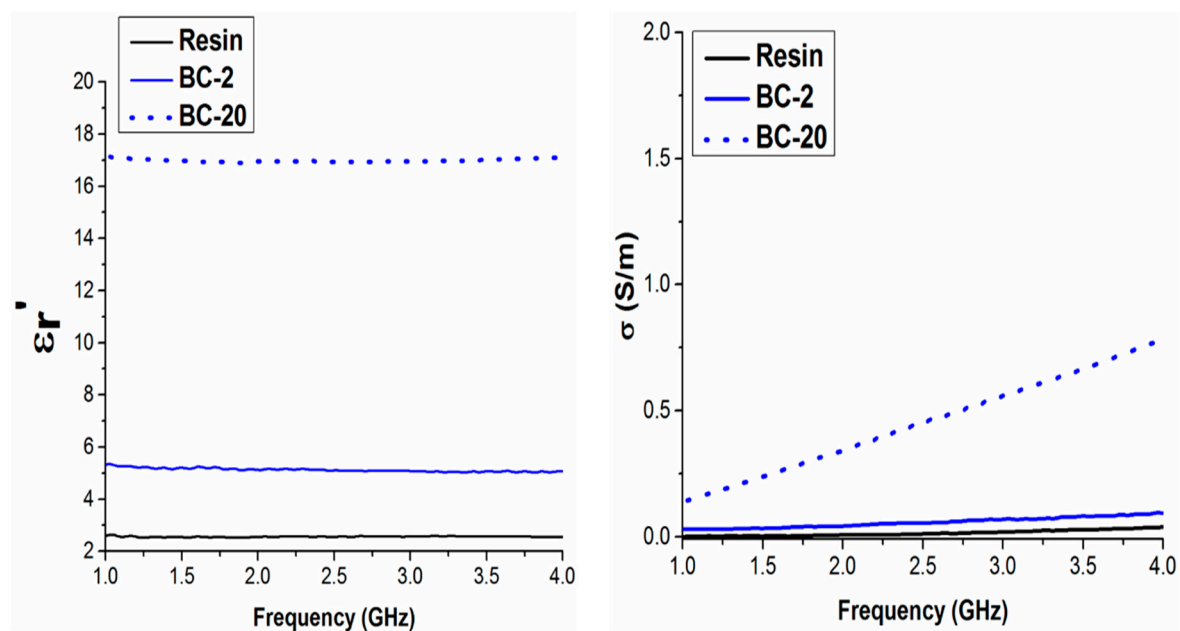 Resin
BC-2
BC-20
20
18
16
14
12
10
8
6
4
2
εr'
1.0 1.5 2.0 2.5 3.0 3.5 4.0
Frequency (GHz)
Resin
BC-2
BC-20
2.0
1.5
1.0
0.5
0.0
σ (S/m)
1.0 1.5 2.0 2.5 3.0 3.5 4.0
Frequency (GHz)